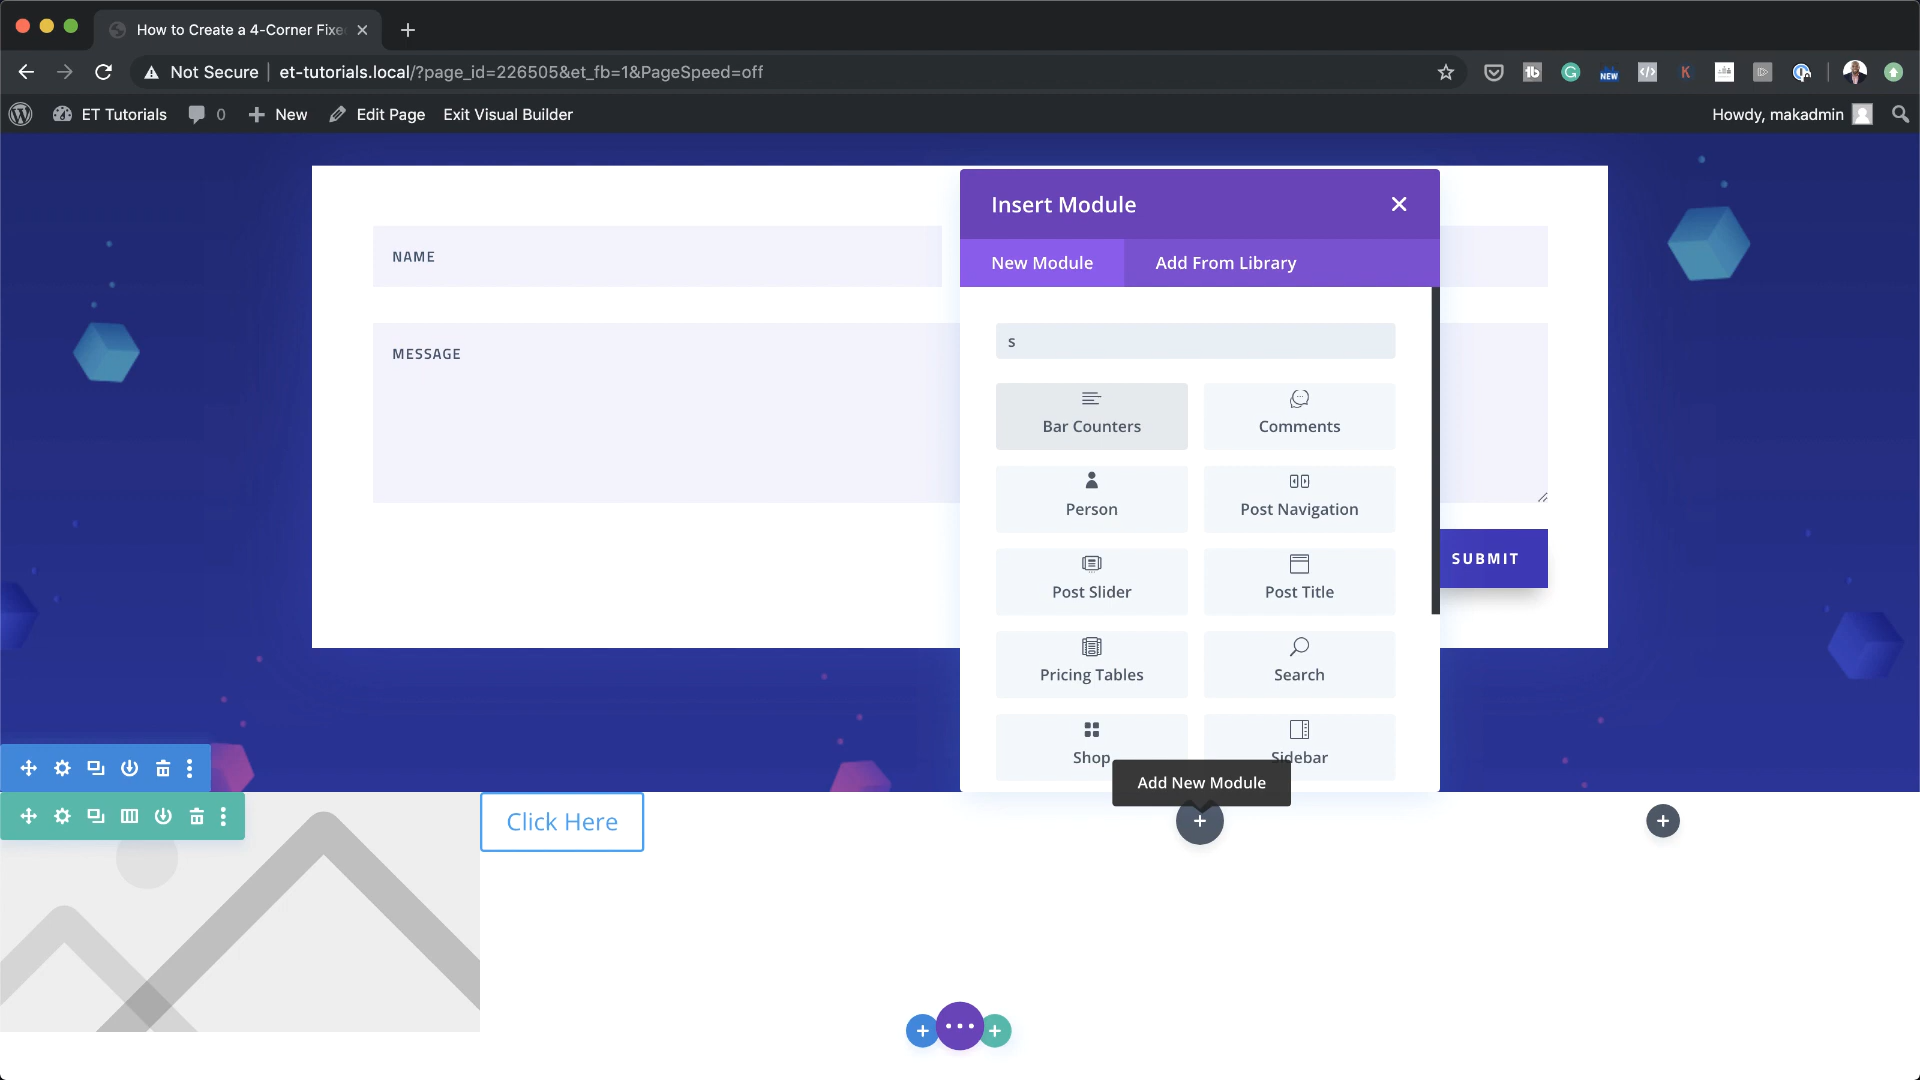 How to Create a 4-Corner Fixe
Not Secure
et-tutorials.local/?page_id=226505&et_fb=1&PageSpeed=off
NEW
ET Tutorials
0
New
Edit Page
Exit Visual Builder
Howdy, makadmin
Insert Module
New Module
Add From Library
NAME
MESSAGE
s
Bar Counters
Comments
Person
Post Navigation
Post Slider
Post Title
SUBMIT
Pricing Tables
Search
Shop
Sidebar
Add New Module
Click Here